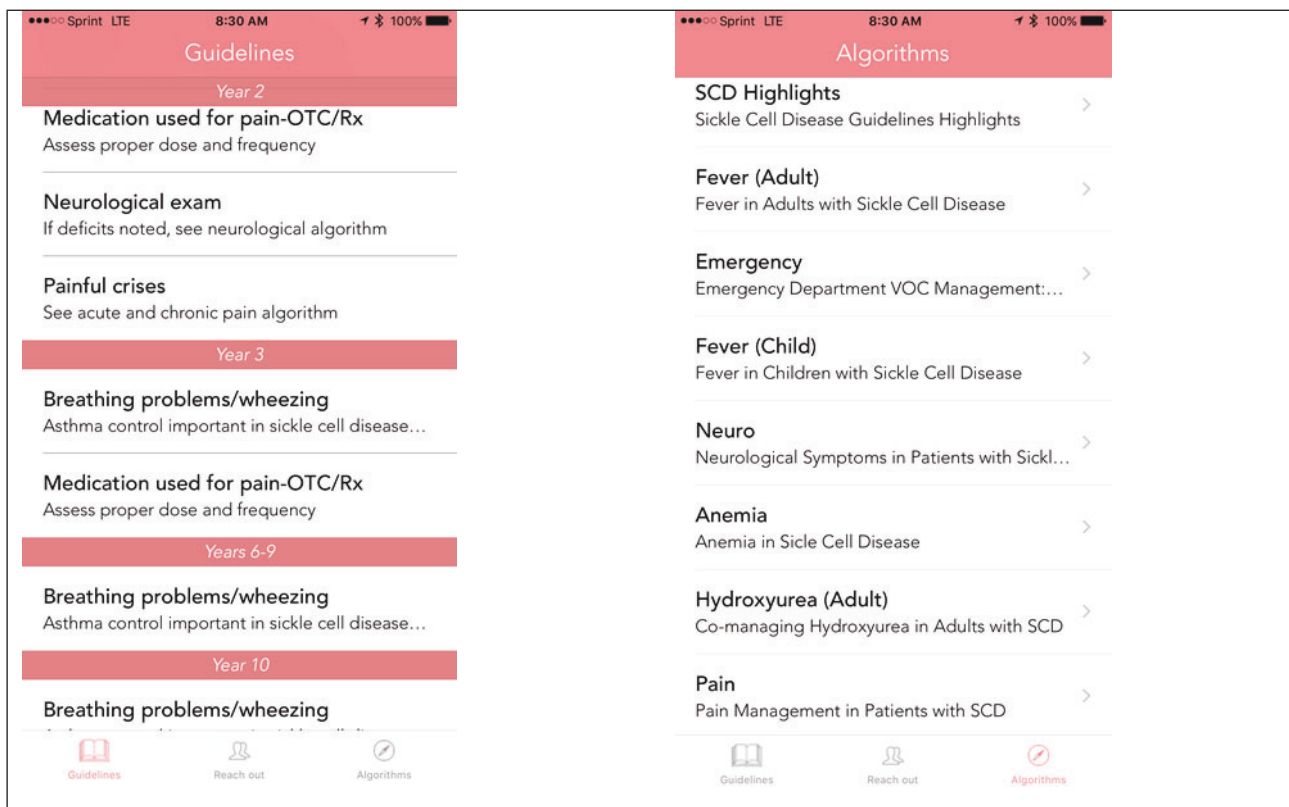 Sprint LTE 8:30 AM 100%
Guidelines
Year 2
Medication used for pain-OTC/Rx
Assess proper dose and frequency
Neurological exam
If deficits noted, see neurological algorithm
Painful crises
See acute and chronic pain algorithm
Year 3
Breathing problems/wheezing
Asthma control important in sickle cell disease…
Medication used for pain-OTC/Rx
Assess proper dose and frequency
Years 6-9
Breathing problems/wheezing
Asthma control important in sickle cell disease…
Year 10
Breathing problems/wheezing
Guidelines Reach out Algorithms
Sprint LTE 8:30 AM 100%
Algorithms
SCD Highlights
Sickle Cell Disease Guidelines Highlights
Fever (Adult)
Fever in Adults with Sickle Cell Disease
Emergency
Emergency Department VOC Management:…
Fever (Child)
Fever in Children with Sickle Cell Disease
Neuro
Neurological Symptoms in Patients with Sickl…
Anemia
Anemia in Sicle Cell Disease
Hydroxyurea (Adult)
Co-managing Hydroxyurea in Adults with SCD
Pain
Pain Management in Patients with SCD
Guidelines Reach out Algorithms